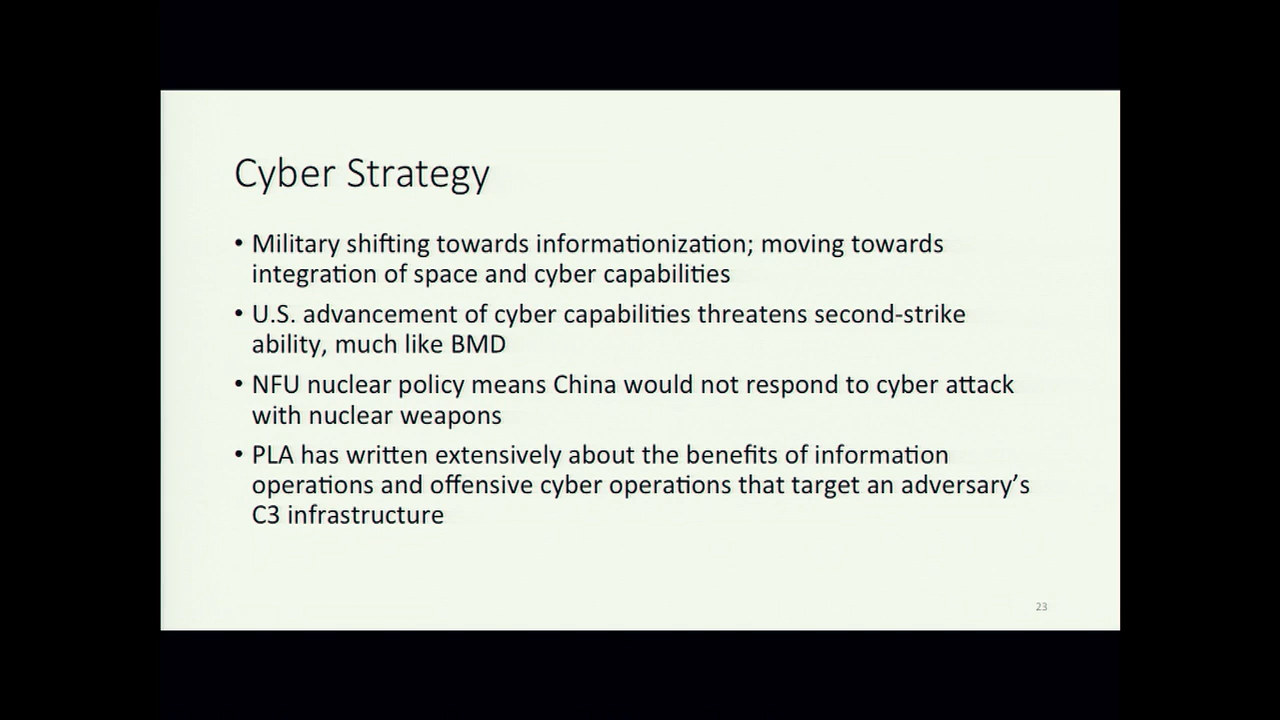 Cyber Strategy
• Military shifting towards informationization; moving towards
integration of space and cyber capabilities
• U.S. advancement of cyber capabilities threatens second-strike
ability, much like BMD
• NFU nuclear policy means China would not respond to cyber attack
with nuclear weapons
• PLA has written extensively about the benefits of information
operations and offensive cyber operations that target an adversary's
C3 infrastructure
23